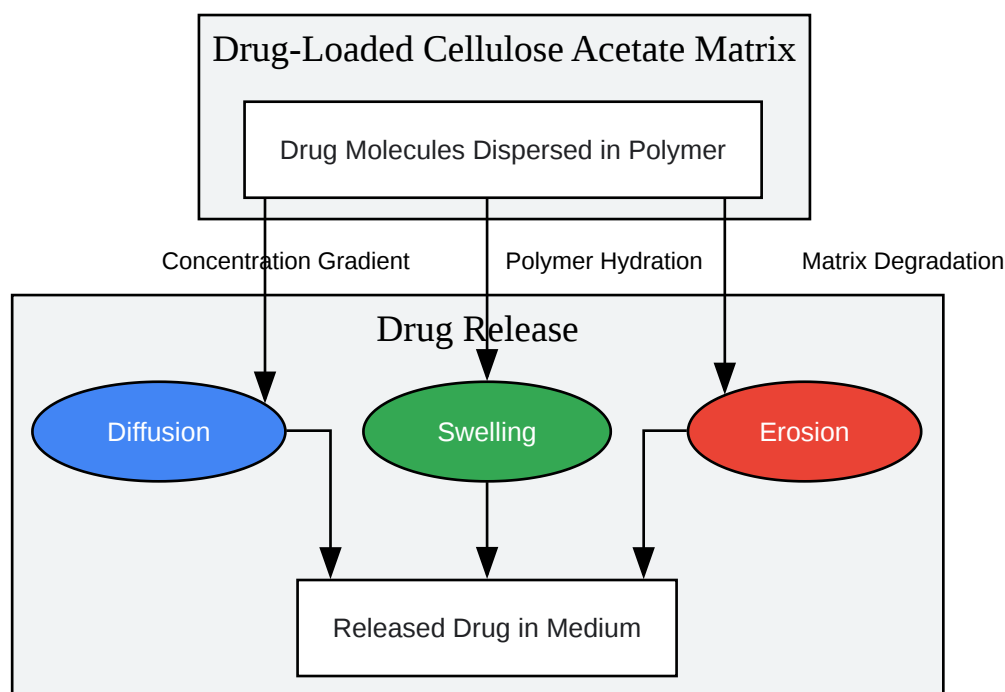 Drug-Loaded Cellulose Acetate Matrix
Drug Molecules Dispersed in Polymer
Concentration Gradient
Polymer Hydration
Matrix Degradation
Drug Release
Diffusion
Swelling
Erosion
Released Drug in Medium